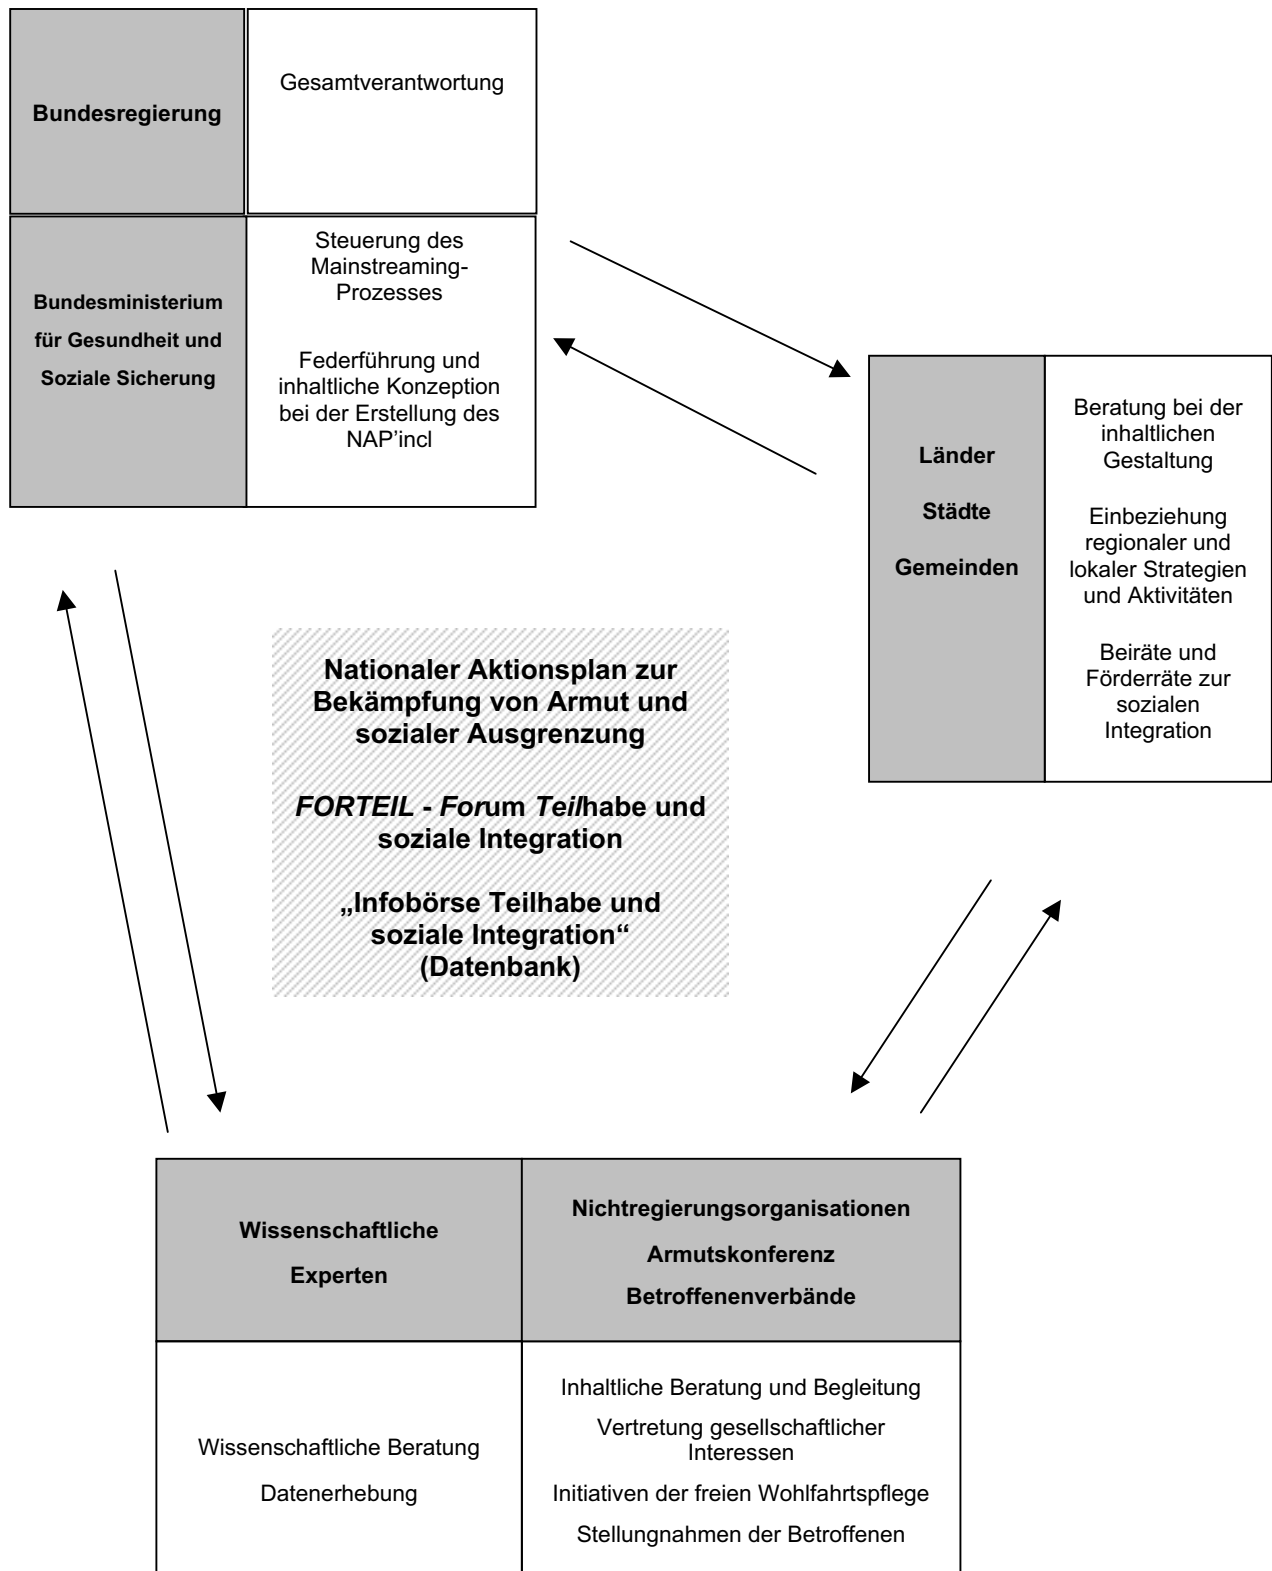 Bundesregierung
Gesamtverantwortung
Bundesministerium
für Gesundheit und
Soziale Sicherung
Steuerung des
Mainstreaming-
Prozesses
Federführung und
inhaltliche Konzeption
bei der Erstellung des
NAP’incl
Länder
Städte
Gemeinden
Beratung bei der
inhaltlichen
Gestaltung
Einbeziehung
regionaler und
lokaler Strategien
und Aktivitäten
Beiräte und
Förderräte zur
sozialen
Integration
Nationaler Aktionsplan zur
Bekämpfung von Armut und
sozialer Ausgrenzung
FORTEIL - Forum Teilhabe und
soziale Integration
„Infobörse Teilhabe und
soziale Integration“
(Datenbank)
Wissenschaftliche
Experten
Nichtregierungsorganisationen
Armutskonferenz
Betroffenenverbände
Wissenschaftliche Beratung
Datenerhebung
Inhaltliche Beratung und Begleitung
Vertretung gesellschaftlicher
Interessen
Initiativen der freien Wohlfahrtspflege
Stellungnahmen der Betroffenen